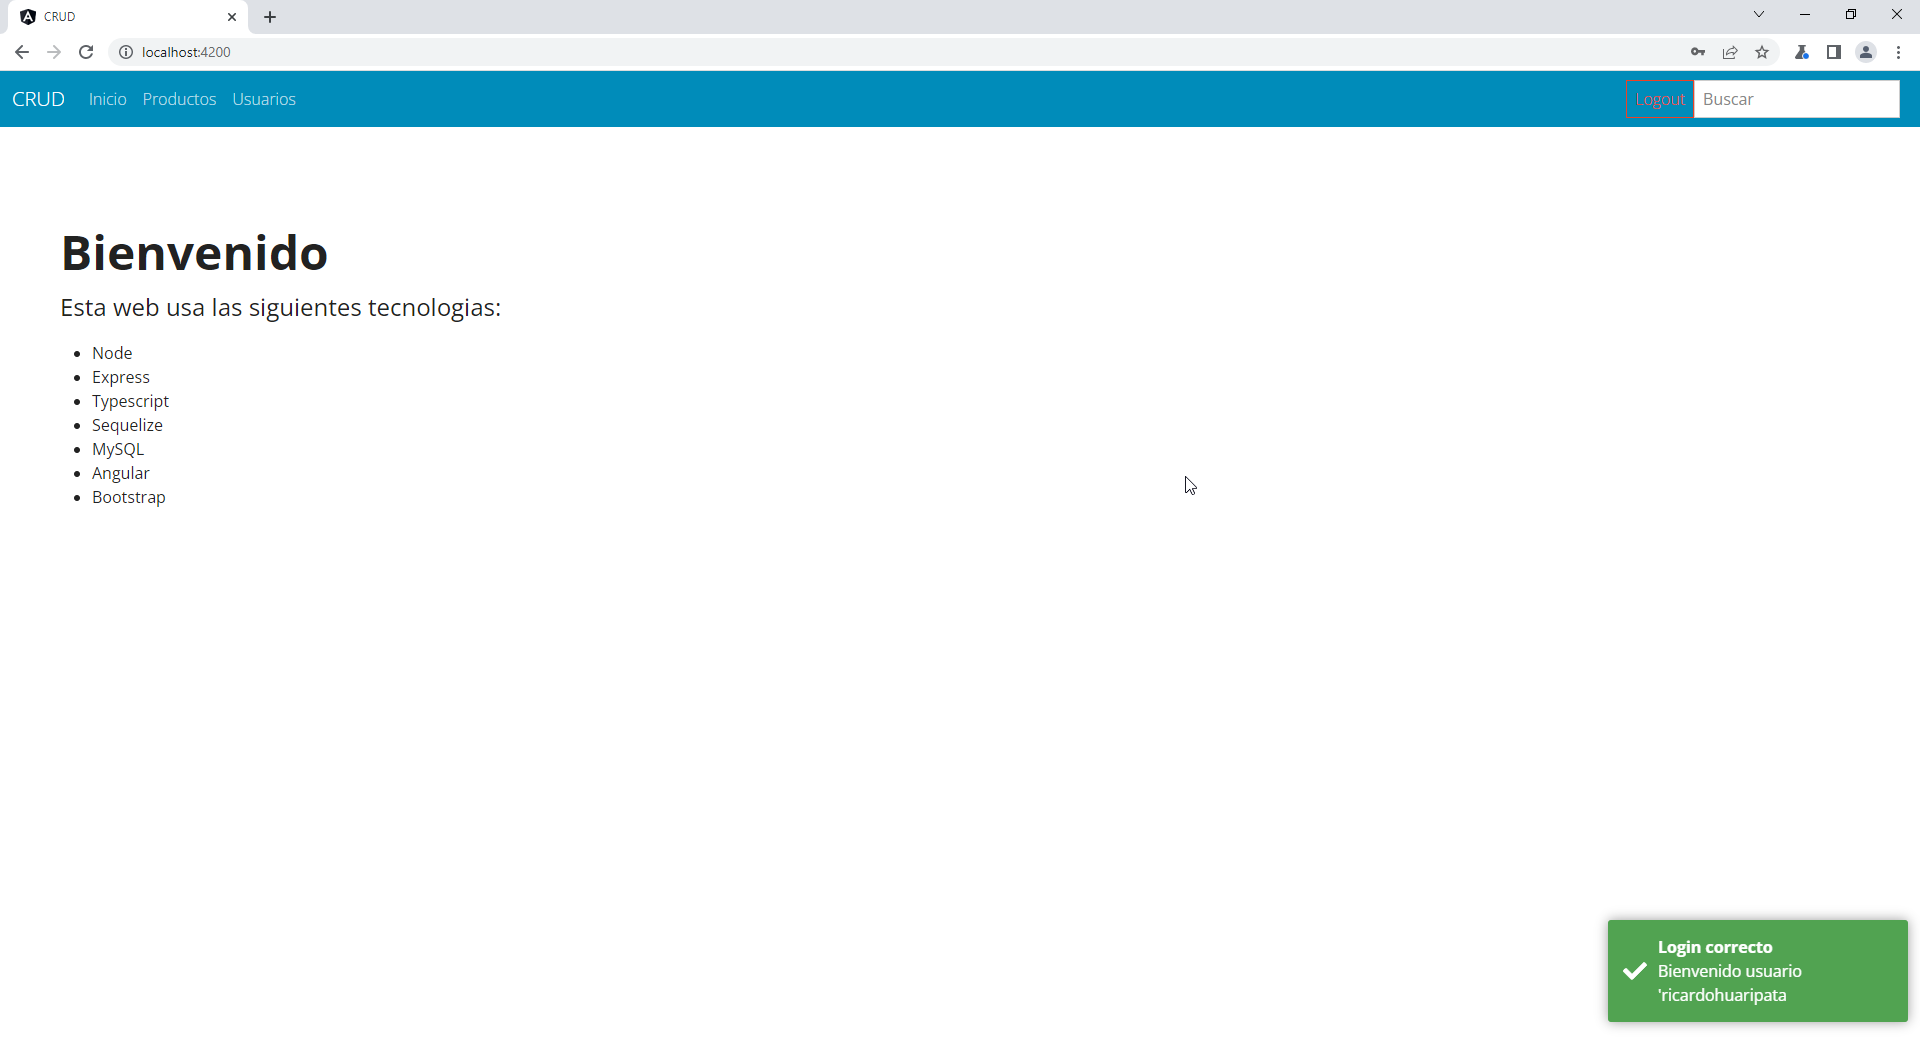 CRUD
localhost:4200
CRUD Inicio Productos Usuarios Logout Buscar
Bienvenido
Esta web usa las siguientes tecnologias:
Node
Express
Typescript
Sequelize
MySQL
Angular
Bootstrap
Login correcto
Bienvenido usuario
'ricardohuaripata